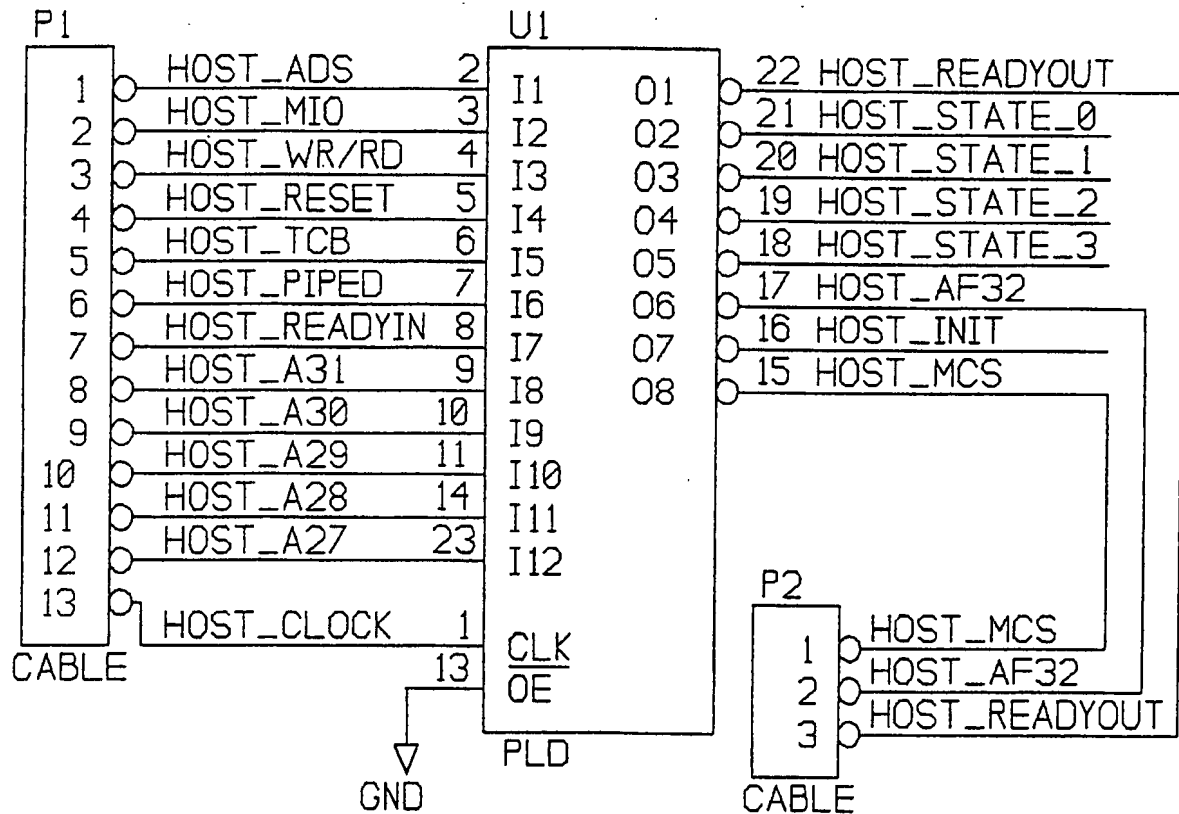 P1 U1
1 HOST_ADS 2 I1 O1 22 HOST_READYOUT
2 HOST_MIO 3 I2 O2 21 HOST_STATE_0
3 HOST_WR/RD 4 I3 O3 20 HOST_STATE_1
4 HOST_RESET 5 I4 O4 19 HOST_STATE_2
5 HOST_TCB 6 I5 O5 18 HOST_STATE_3
6 HOST_PIPED 7 I6 O6 17 HOST_AF32
7 HOST_READYIN 8 I7 O7 16 HOST_INIT
8 HOST_A31 9 I8 O8 15 HOST_MCS
9 HOST_A30 10 I9
10 HOST_A29 11 I10
11 HOST_A28 14 I11
12 HOST_A27 23 I12
13 HOST_CLOCK 1 CLK
13 OE
CABLE
GND
PLD
P2
1 HOST_MCS
2 HOST_AF32
3 HOST_READYOUT
CABLE